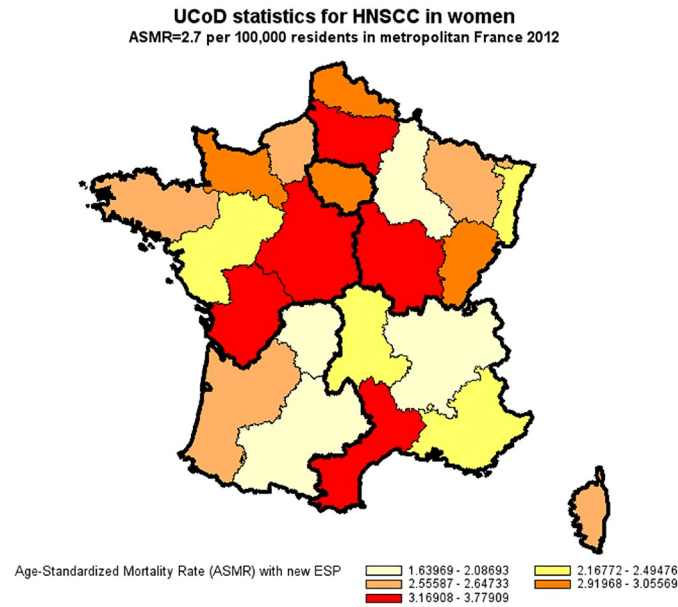 UCoD statistics for HNSCC in women
ASMR=2.7 per 100,000 residents in metropolitan France 2012
Age-Standardized Mortality Rate (ASMR) with new ESP
1.63969 - 2.08693
2.16772 - 2.49476
2.55587 - 2.64733
2.91968 - 3.05569
3.16908 - 3.77909